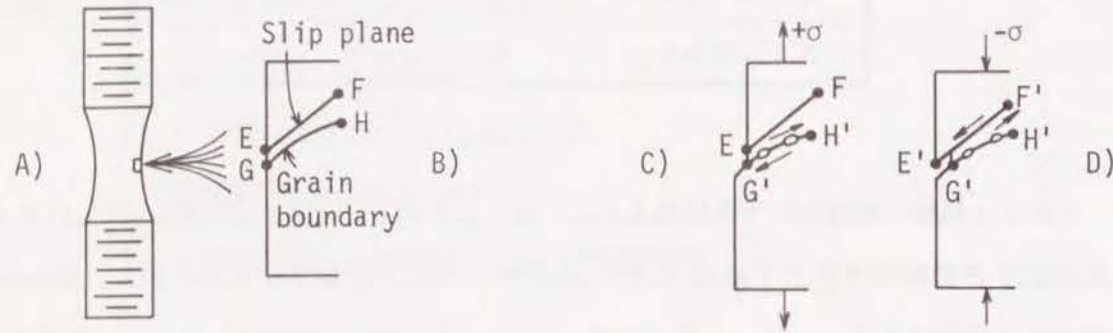 A)
Slip plane
E
F
G
H
Grain
boundary
B)
C)
+σ
E
F
H'
G'
-σ
F'
H'
E'
G'
D)